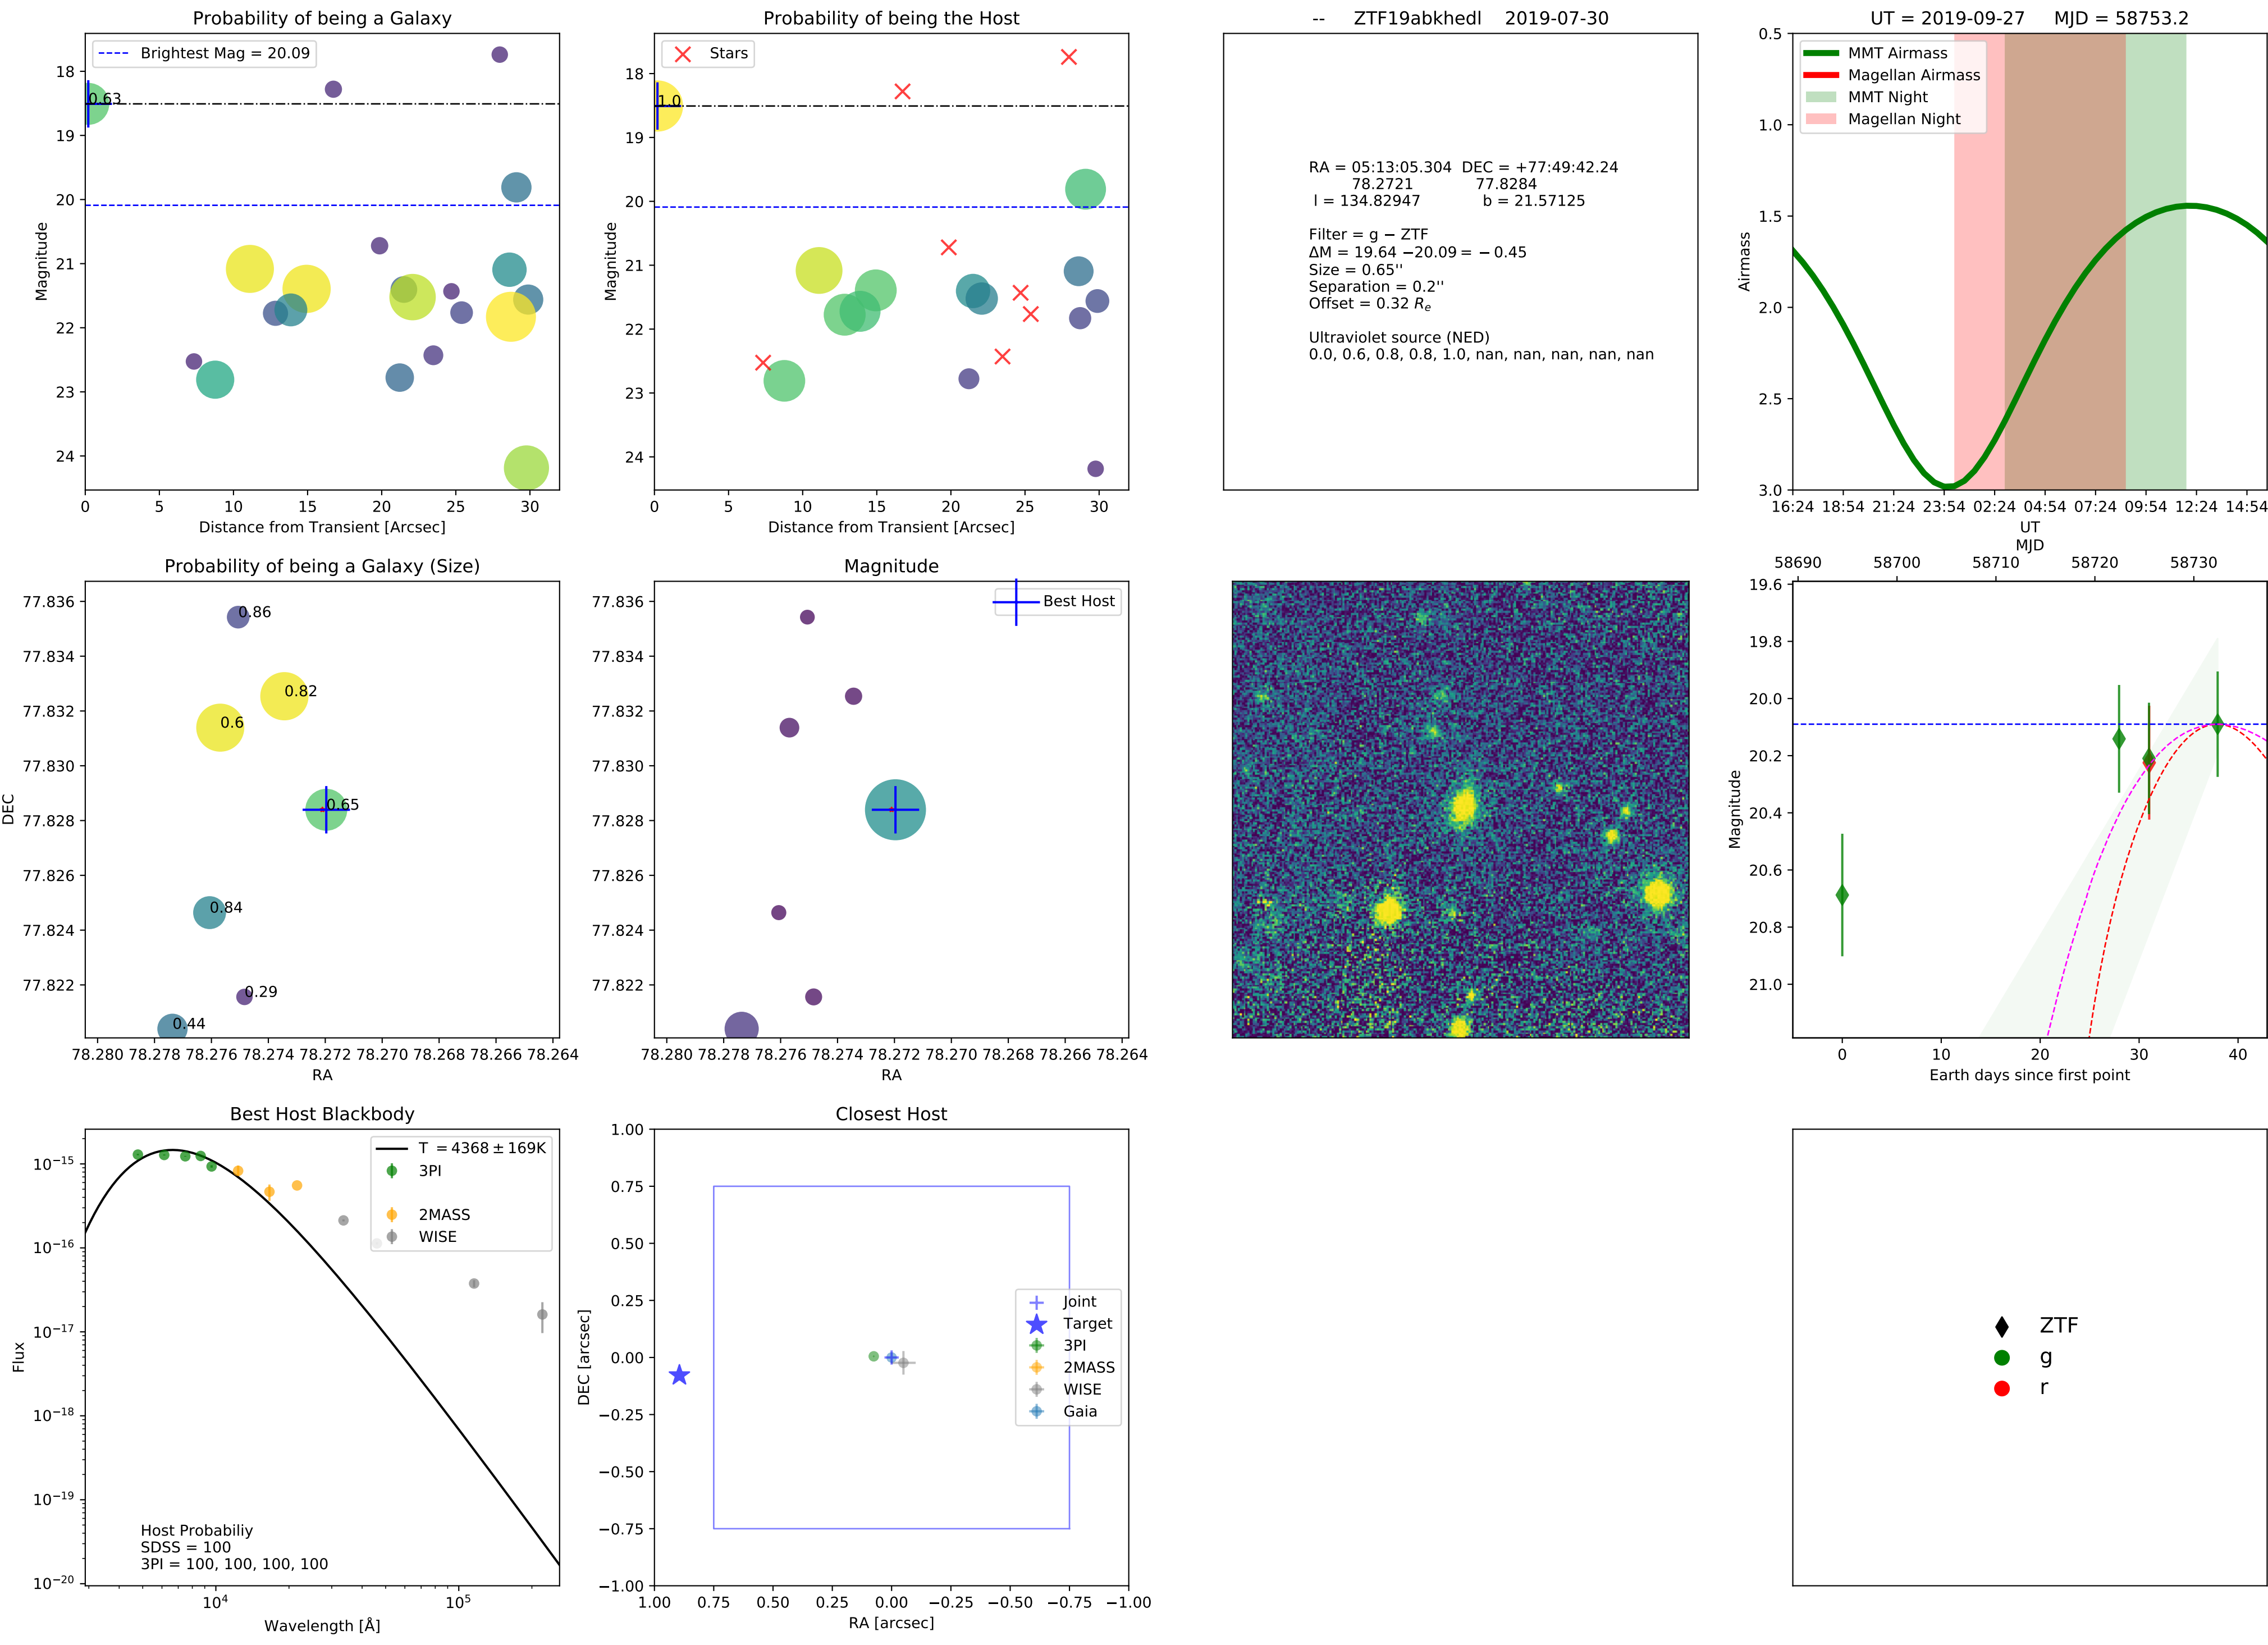 Probability of being a Galaxy
Brightest Mag = 20.09
0.63
18
19
20
21
22
23
24
Magnitude
0 5 10 15 20 25 30
Distance from Transient [Arcsec]
Probability of being the Host
Stars
1.0
18
19
20
21
22
23
24
Magnitude
0 5 10 15 20 25 30
Distance from Transient [Arcsec]
-- ZTF19abkhedl 2019-07-30
RA = 05:13:05.304 DEC = +77:49:42.24
78.2721 77.8284
l = 134.82947 b = 21.57125
Filter = g − ZTF
ΔM = 19.64 −20.09 = − 0.45
Size = 0.65''
Separation = 0.2''
Offset = 0.32 Re
Ultraviolet source (NED)
0.0, 0.6, 0.8, 0.8, 1.0, nan, nan, nan, nan, nan
UT = 2019-09-27 MJD = 58753.2
MMT Airmass
Magellan Airmass
MMT Night
Magellan Night
0.5
1.0
1.5
2.0
2.5
3.0
Airmass
16:24 18:54 21:24 23:54 02:24 04:54 07:24 09:54 12:24 14:54
UT
Probability of being a Galaxy (Size)
0.86
0.82
0.6
0.65
0.84
0.29
0.44
77.836
77.834
77.832
77.830
77.828
77.826
77.824
77.822
DEC
78.280 78.278 78.276 78.274 78.272 78.270 78.268 78.266 78.264
RA
Magnitude
Best Host
77.836
77.834
77.832
77.830
77.828
77.826
77.824
77.822
78.280 78.278 78.276 78.274 78.272 78.270 78.268 78.266 78.264
RA
MJD
58690 58700 58710 58720 58730
19.6
19.8
20.0
20.2
20.4
20.6
20.8
21.0
Magnitude
0 10 20 30 40
Earth days since first point
Best Host Blackbody
T = 4368 ± 169K
3PI
2MASS
WISE
10−15
10−16
10−17
10−18
10−19
10−20
Flux
Host Probabiliy
SDSS = 100
3PI = 100, 100, 100, 100
104 105
Wavelength [Å]
Closest Host
Joint
Target
3PI
2MASS
WISE
Gaia
1.00
0.75
0.50
0.25
0.00
−0.25
−0.50
−0.75
−1.00
DEC [arcsec]
1.00 0.75 0.50 0.25 0.00 −0.25 −0.50 −0.75 −1.00
RA [arcsec]
ZTF
g
r